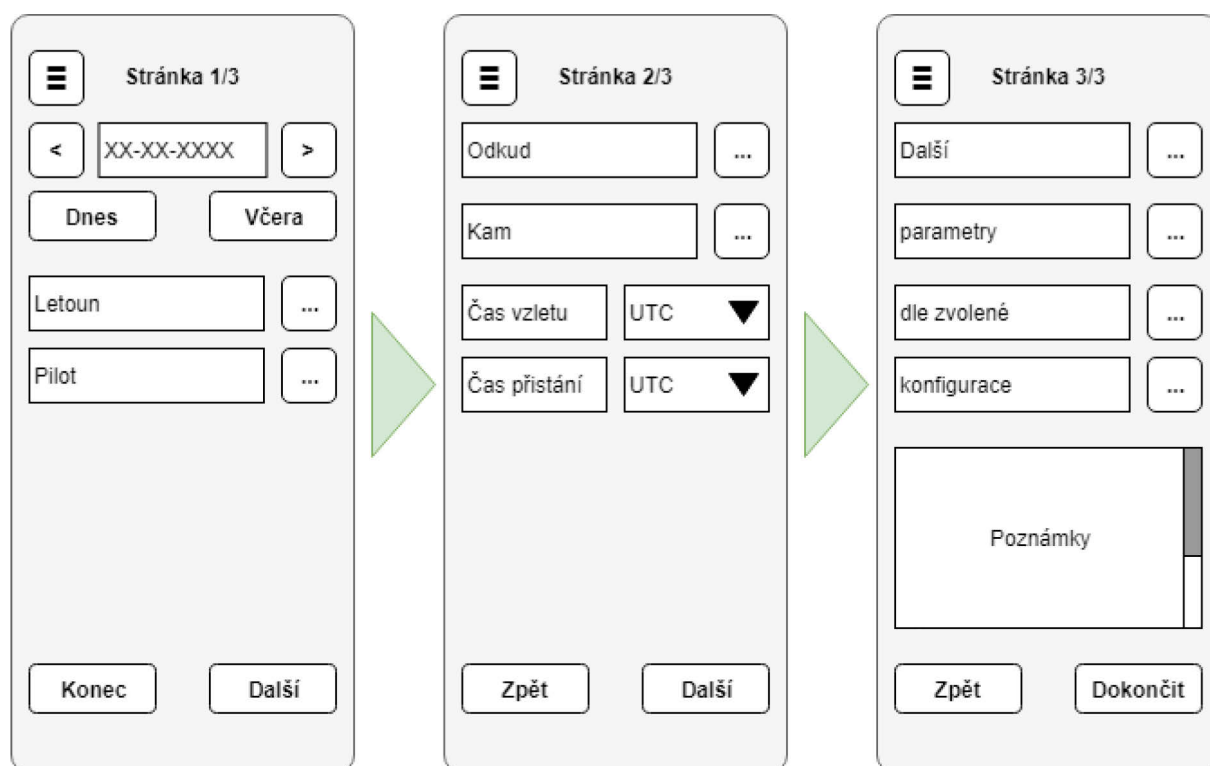 Stránka 1/3
< XX-XX-XXXX >
Dnes Včera
Letoun ...
Pilot ...
Konec Další
Stránka 2/3
Odkud ...
Kam ...
Čas vzletu UTC
Čas přistání UTC
Zpět Další
Stránka 3/3
Další ...
parametry ...
dle zvolené ...
konfigurace ...
Poznámky
Zpět Dokončit